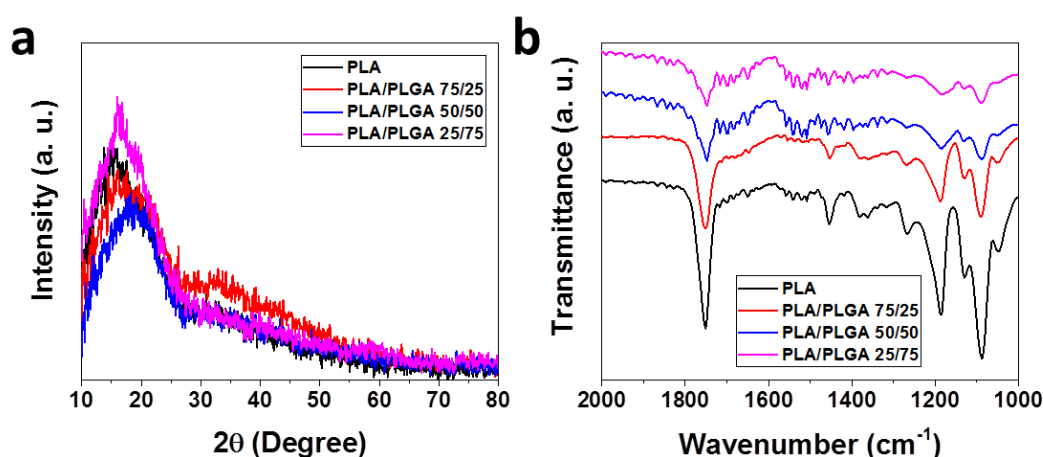 a
Intensity (a. u.)
PLA
PLA/PLGA 75/25
PLA/PLGA 50/50
PLA/PLGA 25/75
10 20 30 40 50 60 70 80
2θ (Degree)
b
Transmittance (a. u.)
PLA
PLA/PLGA 75/25
PLA/PLGA 50/50
PLA/PLGA 25/75
2000 1800 1600 1400 1200 1000
Wavenumber (cm⁻¹)